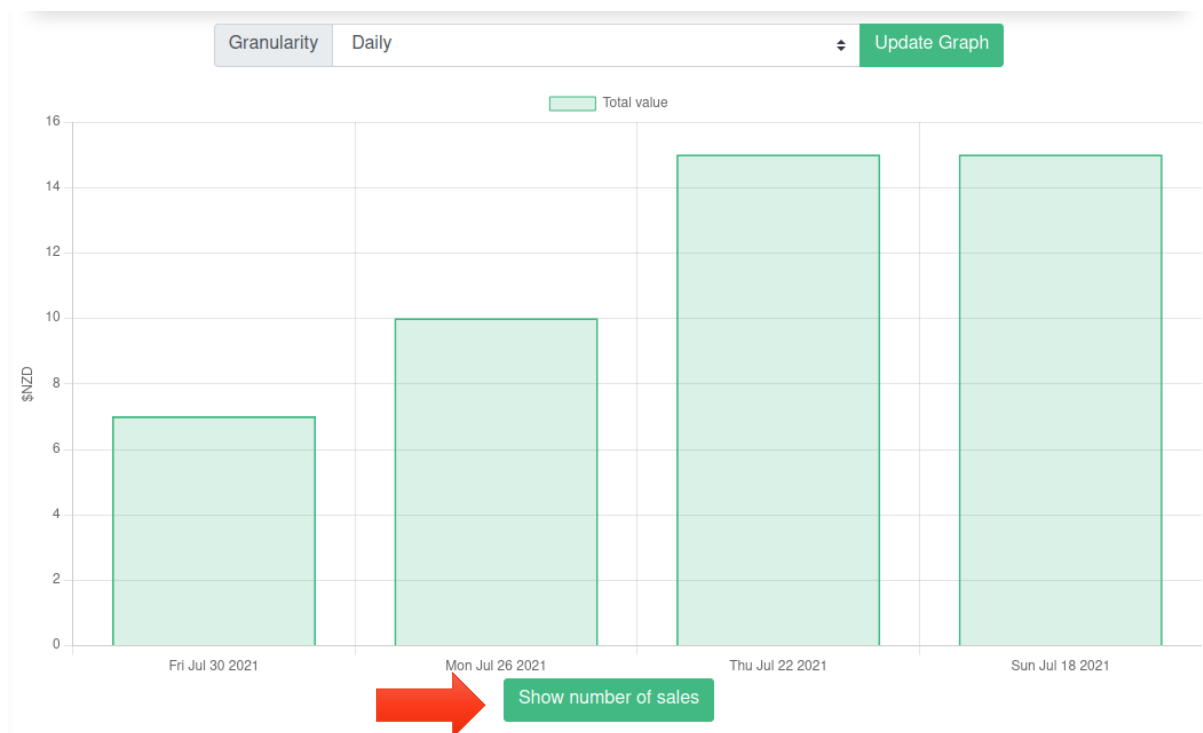 Granularity Daily Update Graph
Total value
16
14
12
10
8
6
4
2
0
$NZD
Fri Jul 30 2021 Mon Jul 26 2021 Thu Jul 22 2021 Sun Jul 18 2021
Show number of sales